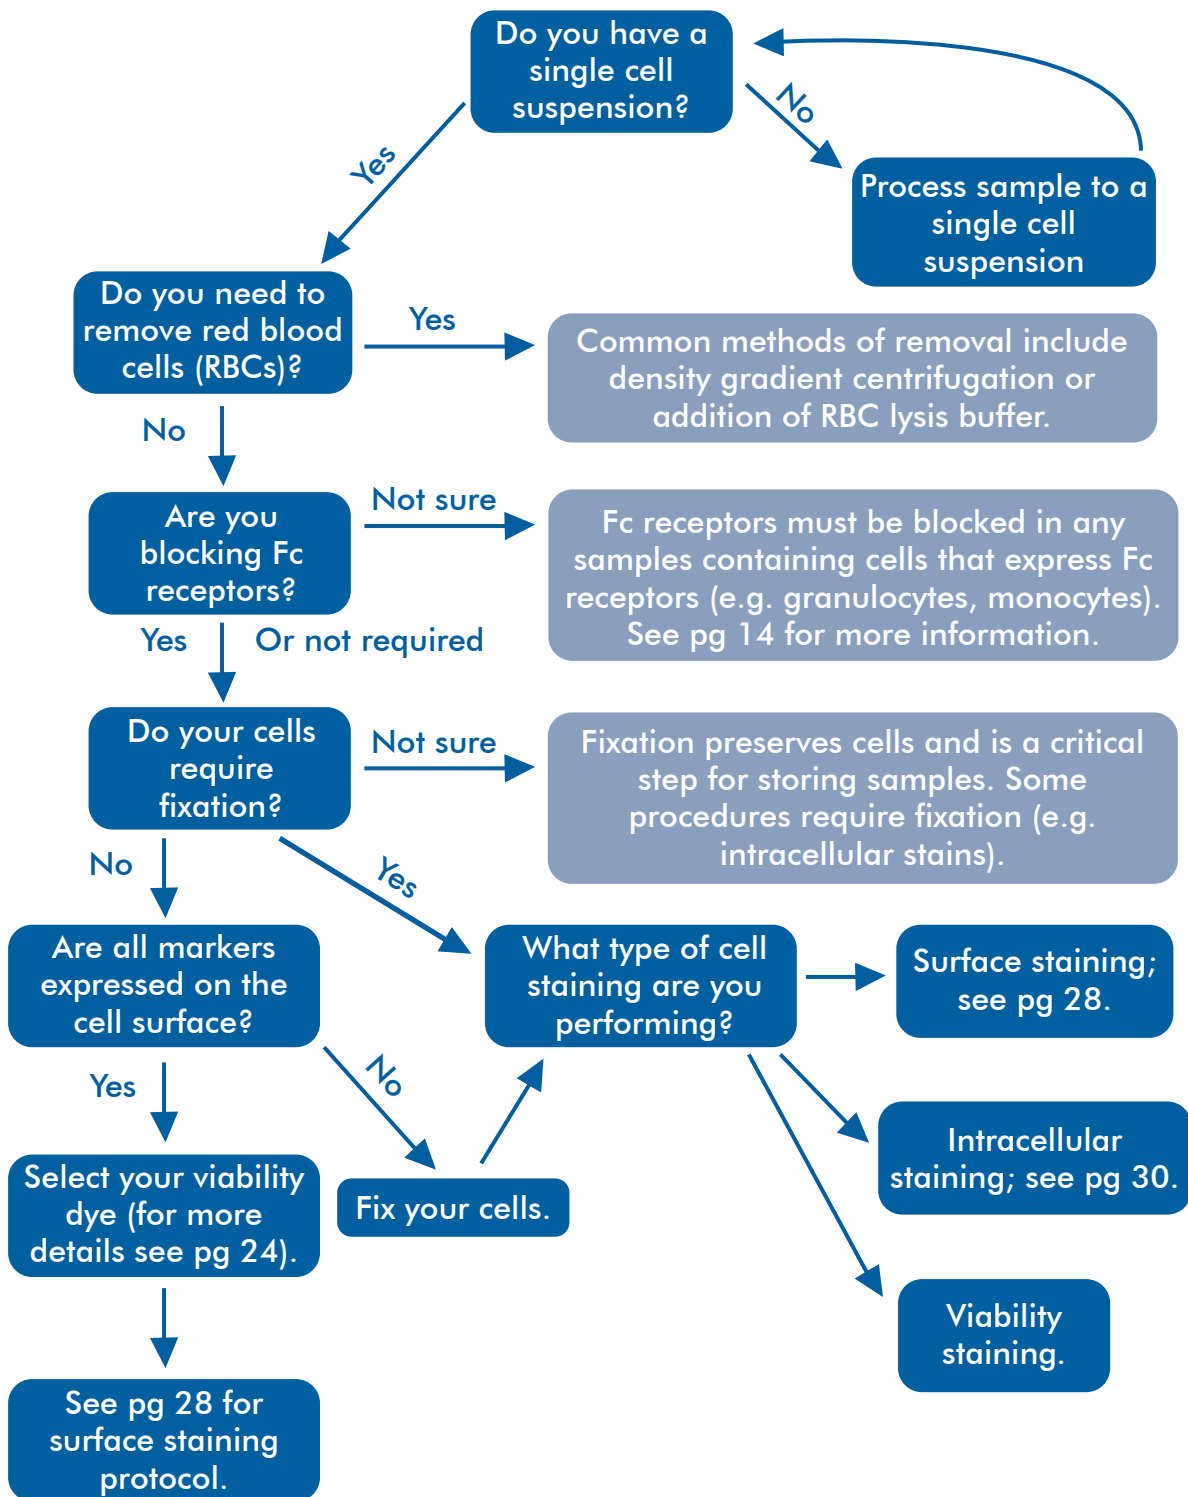 Do you have a
single cell
suspension?
No
Yes
Process sample to a
single cell
suspension
Do you need to
remove red blood
cells (RBCs)?
Yes
Common methods of removal include
density gradient centrifugation or
addition of RBC lysis buffer.
No
Are you
blocking Fc
receptors?
Not sure
Fc receptors must be blocked in any
samples containing cells that express Fc
receptors (e.g. granulocytes, monocytes).
See pg 14 for more information.
Yes
Or not required
Do your cells
require
fixation?
Not sure
Fixation preserves cells and is a critical
step for storing samples. Some
procedures require fixation (e.g.
intracellular stains).
No
Yes
Are all markers
expressed on the
cell surface?
What type of cell
staining are you
performing?
Surface staining;
see pg 28.
Yes
No
Intracellular
staining; see pg 30.
Select your viability
dye (for more
details see pg 24).
Fix your cells.
Viability
staining.
See pg 28 for
surface staining
protocol.